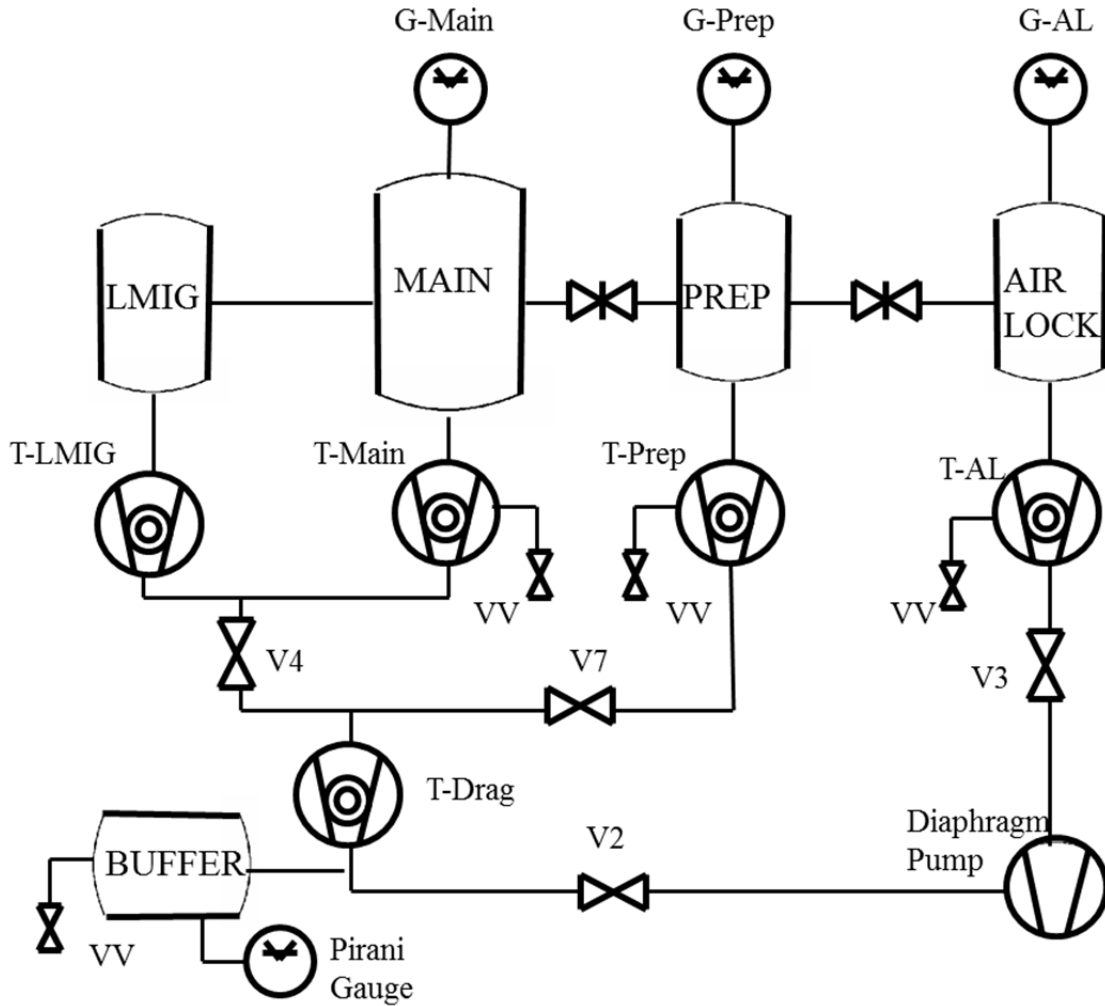 G-Main
G-Prep
G-AL
LMIG
MAIN
PREP
AIR
LOCK
T-LMIG
T-Main
T-Prep
T-AL
VV
VV
VV
V4
V7
V3
T-Drag
BUFFER
V2
Diaphragm
Pump
VV
Pirani
Gauge